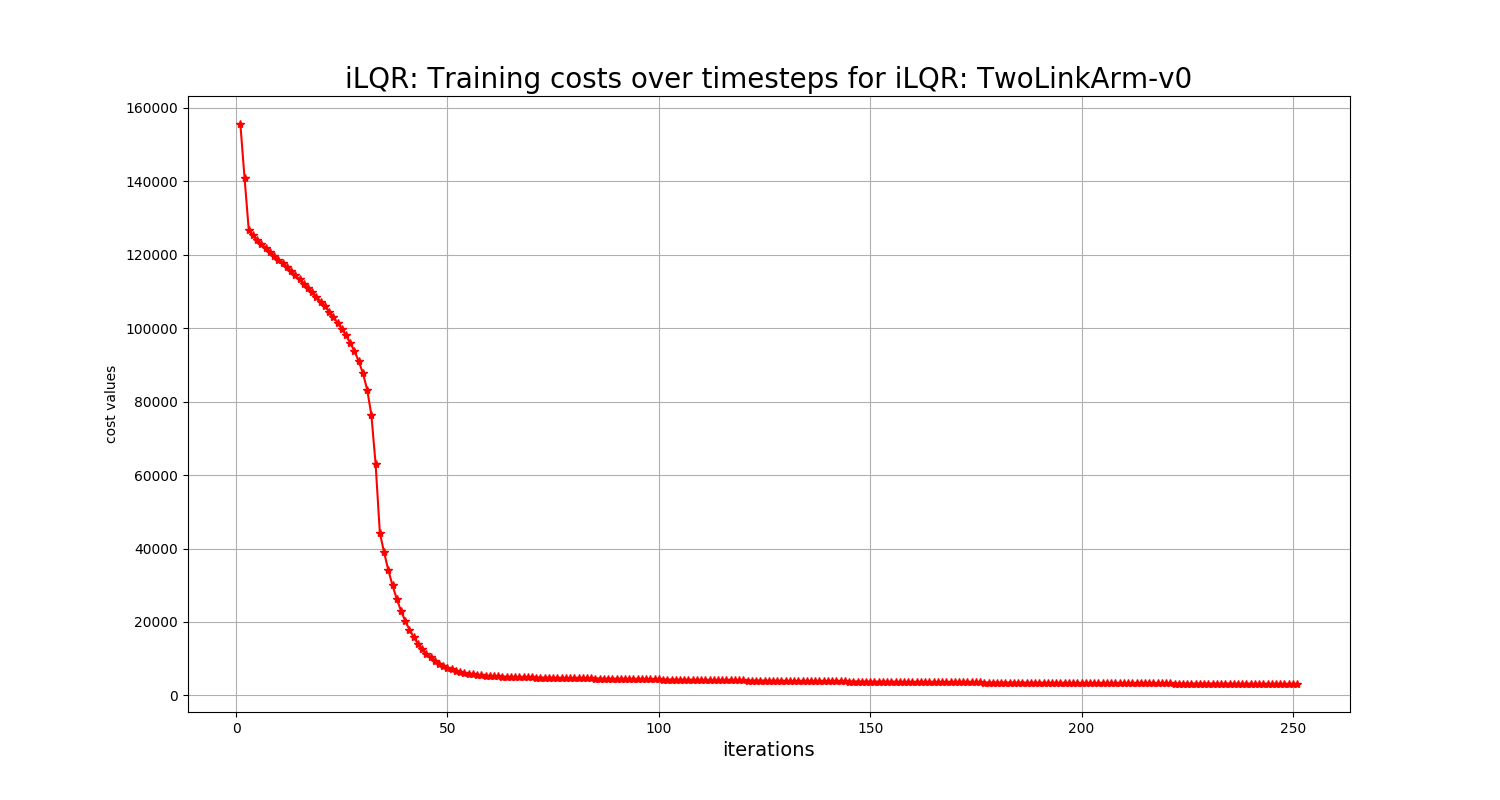 iLQR: Training costs over timesteps for iLQR: TwoLinkArm-v0
160000
140000
120000
100000
80000
60000
40000
20000
0
cost values
0 50 100 150 200 250
iterations